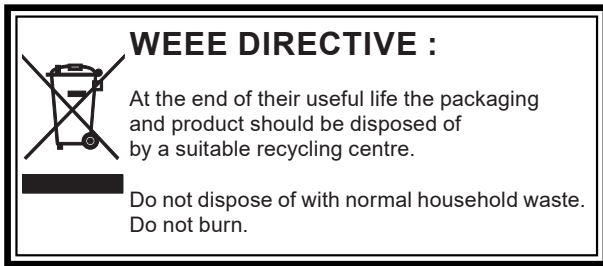 WEEE DIRECTIVE :
At the end of their useful life the packaging
and product should be disposed of
by a suitable recycling centre.
Do not dispose of with normal household waste.
Do not burn.